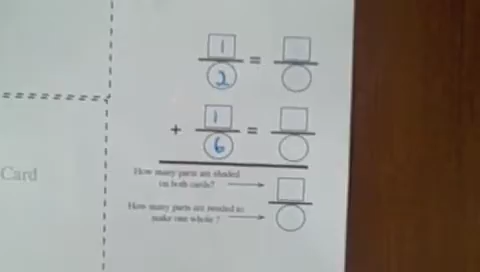 1
2
=
+
1
6
=
Card
How many parts are shaded
on both cards?
How many parts are needed to
make one whole ?